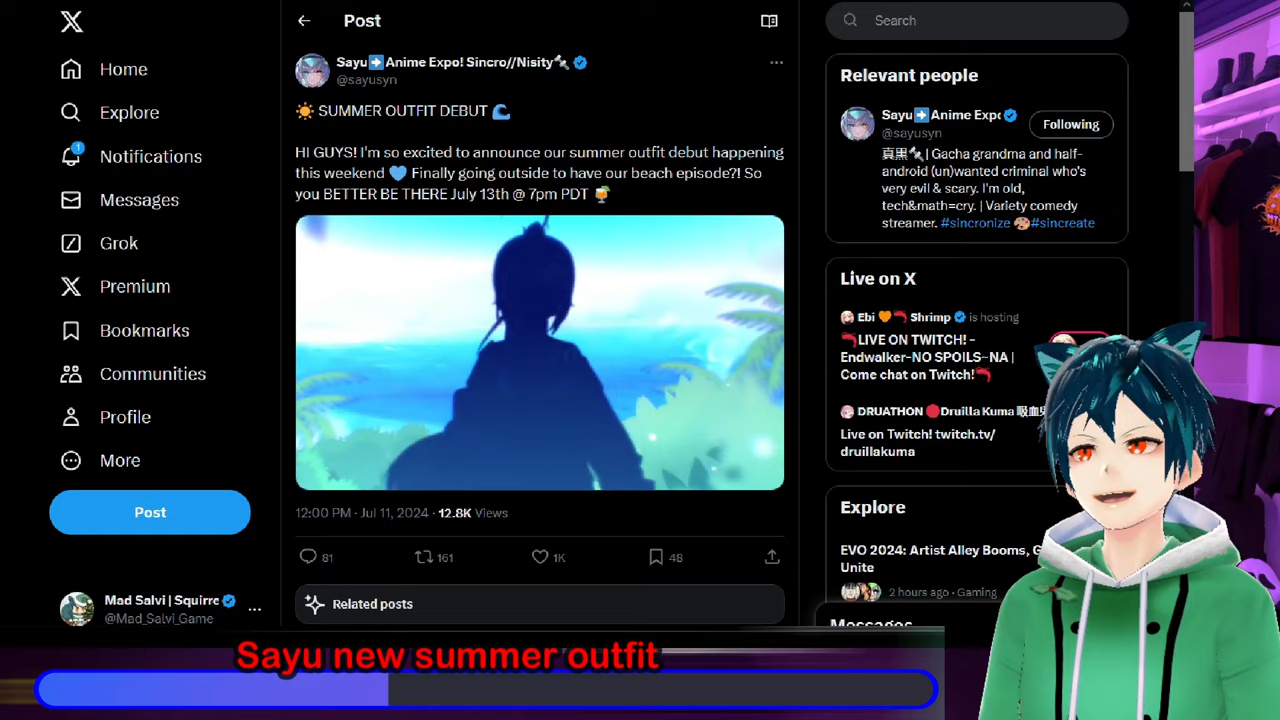 Home
Explore
1
Notifications
Messages
Grok
Premium
Bookmarks
Communities
Profile
More
Post
Mad Salvi | Squirre
@Mad_Salvi_Game
Post
Sayu➡️Anime Expo! Sincro//Nisity🔩
@sayusyn
☀️ SUMMER OUTFIT DEBUT 🌊
HI GUYS! I'm so excited to announce our summer outfit debut happening
this weekend 💙 Finally going outside to have our beach episode?! So
you BETTER BE THERE July 13th @ 7pm PDT 🍹
12:00 PM · Jul 11, 2024 · 12.8K Views
81 161 1K 48
Related posts
Search
Relevant people
Sayu➡️Anime Expo
@sayusyn
Following
真黒🔩| Gacha grandma and half-
android (un)wanted criminal who's
very evil & scary. I'm old,
tech&math=cry. | Variety comedy
streamer. #sincronize 🎨#sincreate
Live on X
Ebi 🧡🦐 Shrimp is hosting
🦐LIVE ON TWITCH! -
Endwalker-NO SPOILS-NA |
Come chat on Twitch!🦐
DRUATHON 🔴Druilla Kuma
Live on Twitch! twitch.tv/
druillakuma
Explore
EVO 2024: Artist Alley Booms, G
Unite
2 hours ago · Gaming
Messages
Sayu new summer outfit